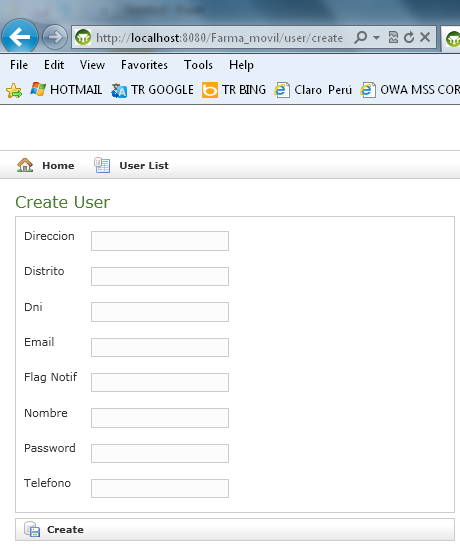 http://localhost:8080/Farma_movil/user/create
File Edit View Favorites Tools Help
HOTMAIL TR GOOGLE TR BING Claro Perú OWA MSS COR
Home User List
Create User
Direccion
Distrito
Dni
Email
Flag Notif
Nombre
Password
Telefono
Create